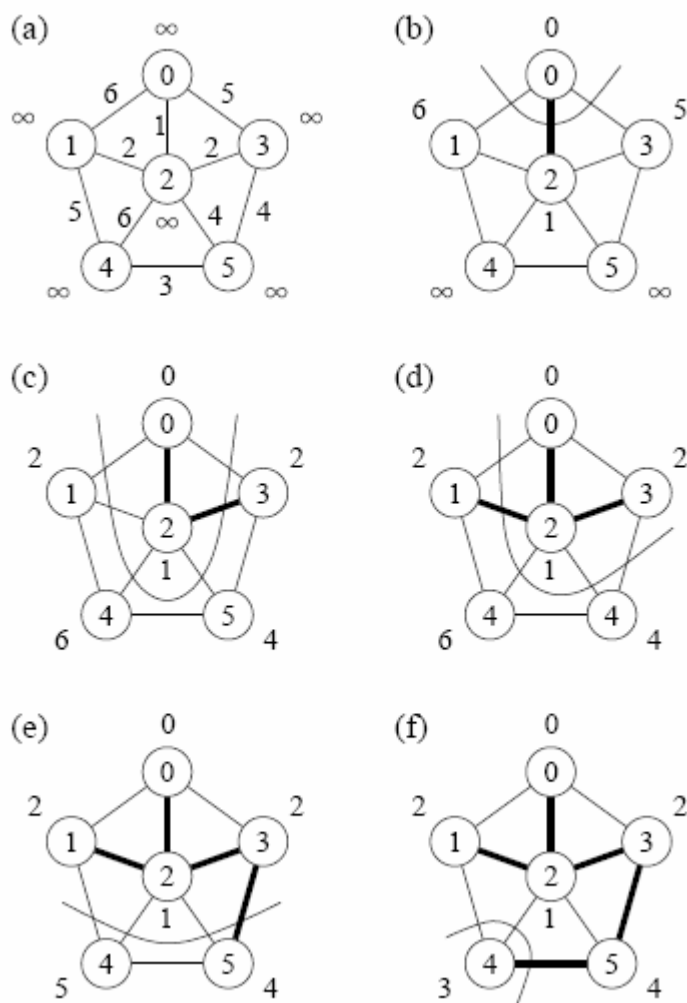 (a) ∞ (b) 0
0 0
6 5
∞ ∞ 6 5
1 1 3 1 3
2 2
2 2
5 6 ∞ 4 4 1
4 5 4 5
∞ 3 ∞ ∞ ∞
(c) 0 (d) 0
0 0
2 2 2 2
1 3 1 3
2 2
1 1
4 5 4 4
6 4 6 4
(e) 0 (f) 0
0 0
2 2 2 2
1 3 1 3
2 2
1 1
4 5 4 5
5 4 3 4